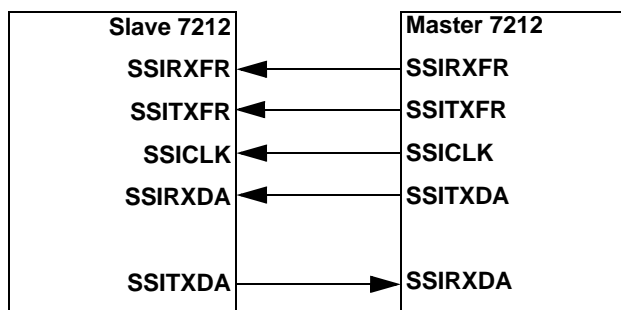 Slave 7212 Master 7212
SSIRXFR SSIRXFR
SSITXFR SSITXFR
SSICLK SSICLK
SSIRXDA SSITXDA
SSITXDA SSIRXDA